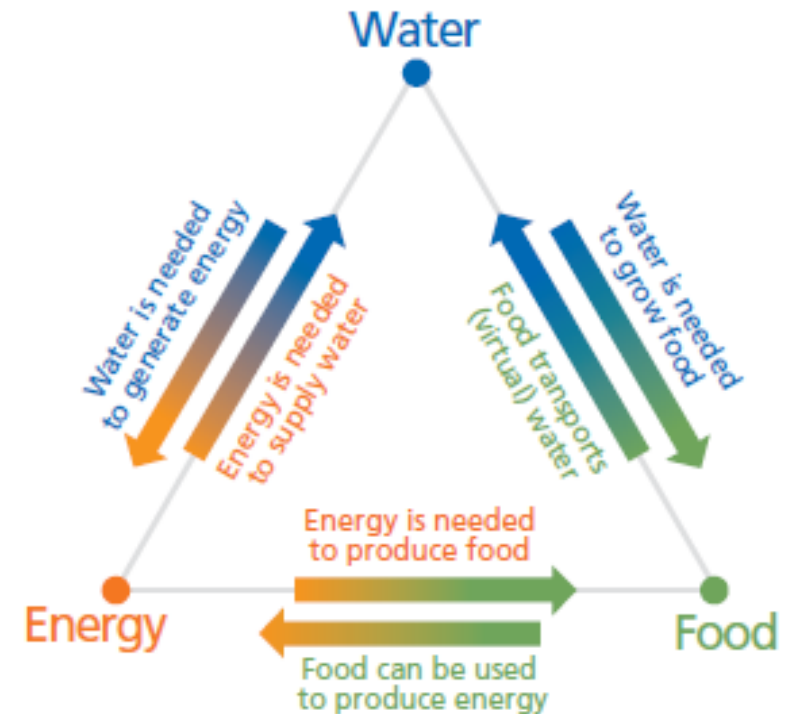 Water
Water is needed
to generate energy
Energy is needed
to supply water
Food transports
(virtual) water
Water is needed
to grow food
Energy is needed
to produce food
Energy
Food
Food can be used
to produce energy